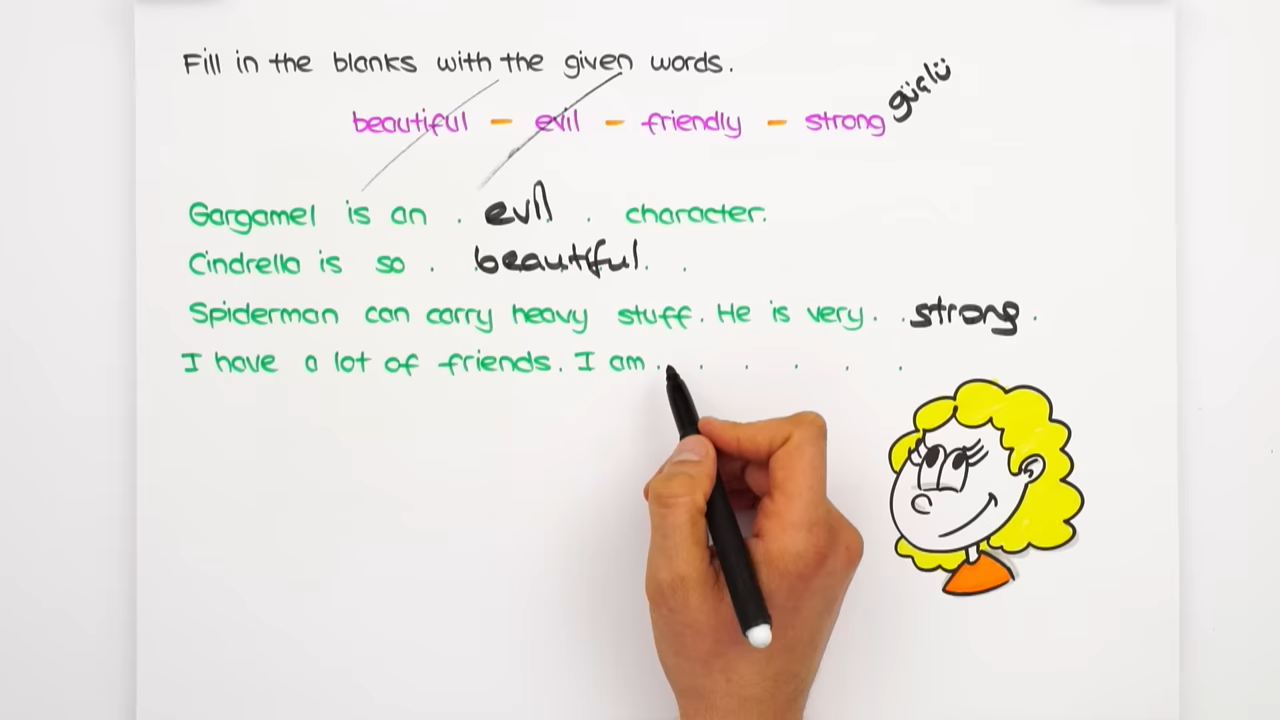 Fill in the blanks with the given words.
güçlü
beautiful - evil - friendly - strong
Gargamel is an . evil . character.
Cindrella is so . beautiful. .
Spiderman can carry heavy stuff. He is very. . strong .
I have a lot of friends. I am . . . . . .